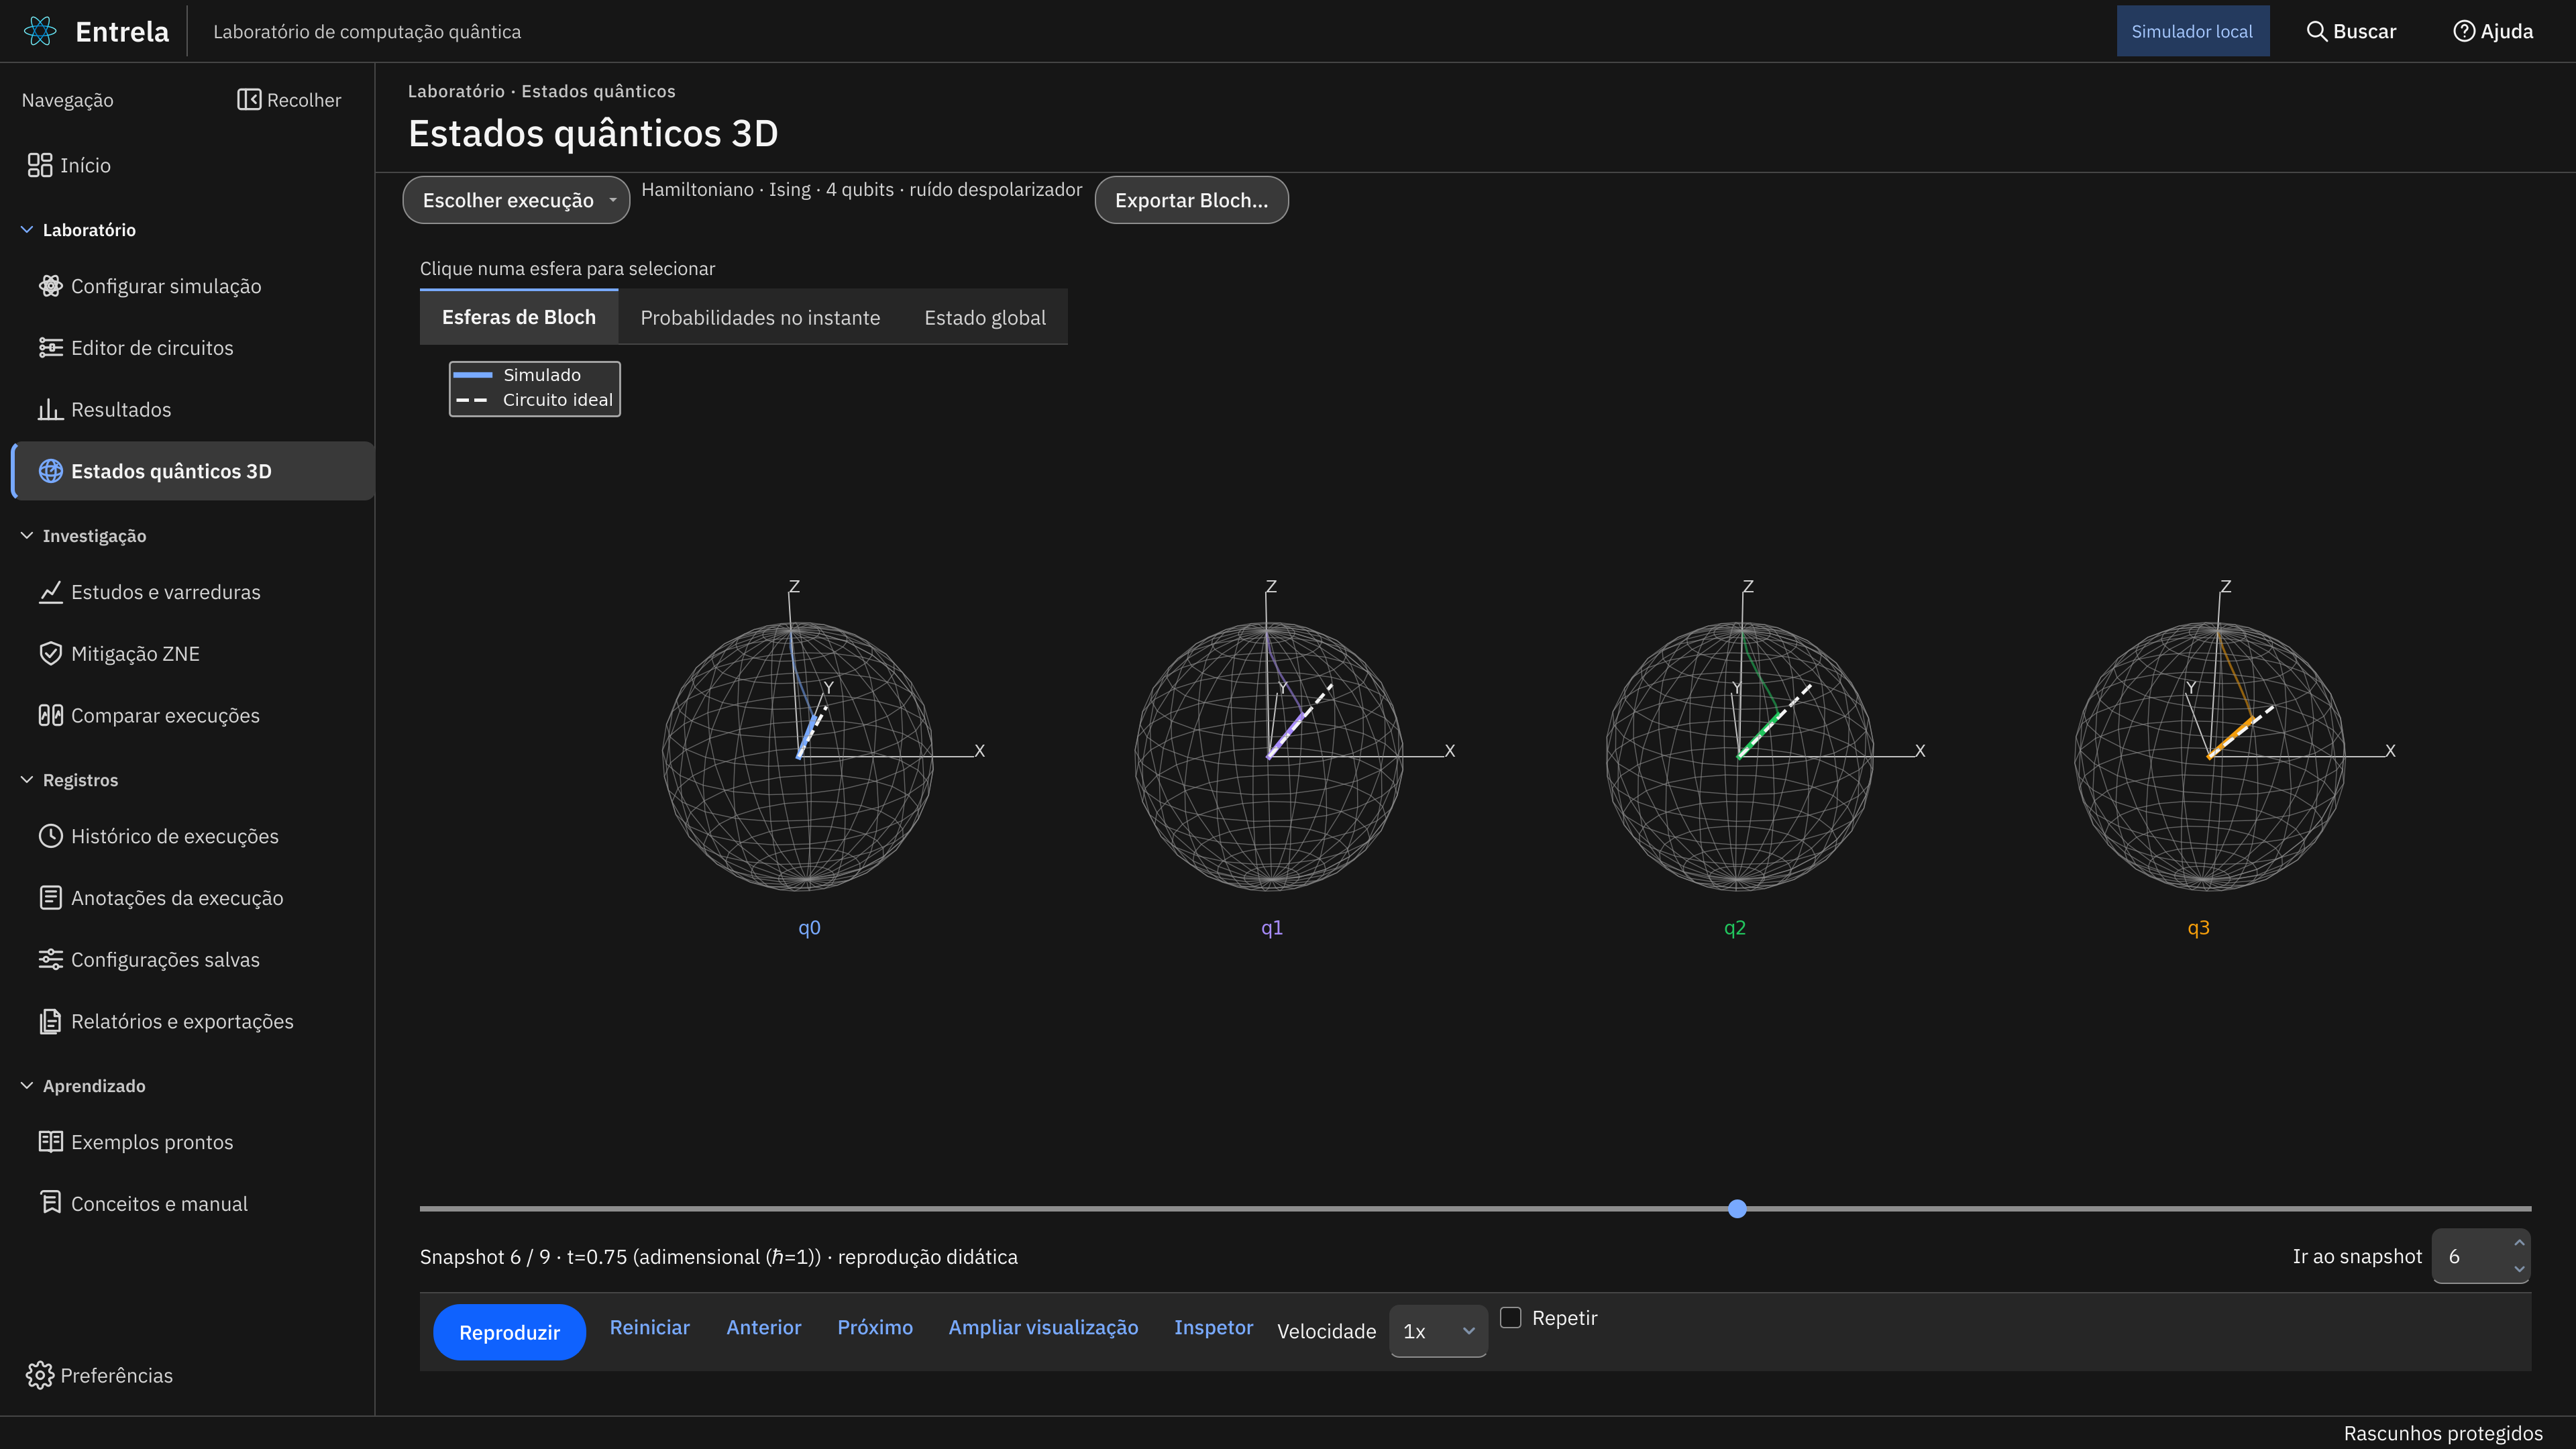 Entrela
Laboratório de computação quântica
Simulador local
Buscar
Ajuda
Navegação
Recolher
Início
Laboratório
Configurar simulação
Editor de circuitos
Resultados
Estados quânticos 3D
Investigação
Estudos e varreduras
Mitigação ZNE
Comparar execuções
Registros
Histórico de execuções
Anotações da execução
Configurações salvas
Relatórios e exportações
Aprendizado
Exemplos prontos
Conceitos e manual
Preferências
Laboratório · Estados quânticos
Estados quânticos 3D
Escolher execução
Hamiltoniano · Ising · 4 qubits · ruído despolarizador
Exportar Bloch...
Clique numa esfera para selecionar
Esferas de Bloch
Probabilidades no instante
Estado global
Simulado
Circuito ideal
Z
Y
X
q0
Z
Y
X
q1
Z
Y
X
q2
Z
Y
X
q3
Snapshot 6 / 9 · t=0.75 (adimensional (ℏ=1)) · reprodução didática
Ir ao snapshot
6
Reproduzir
Reiniciar
Anterior
Próximo
Ampliar visualização
Inspetor
Velocidade
1x
Repetir
Rascunhos protegidos